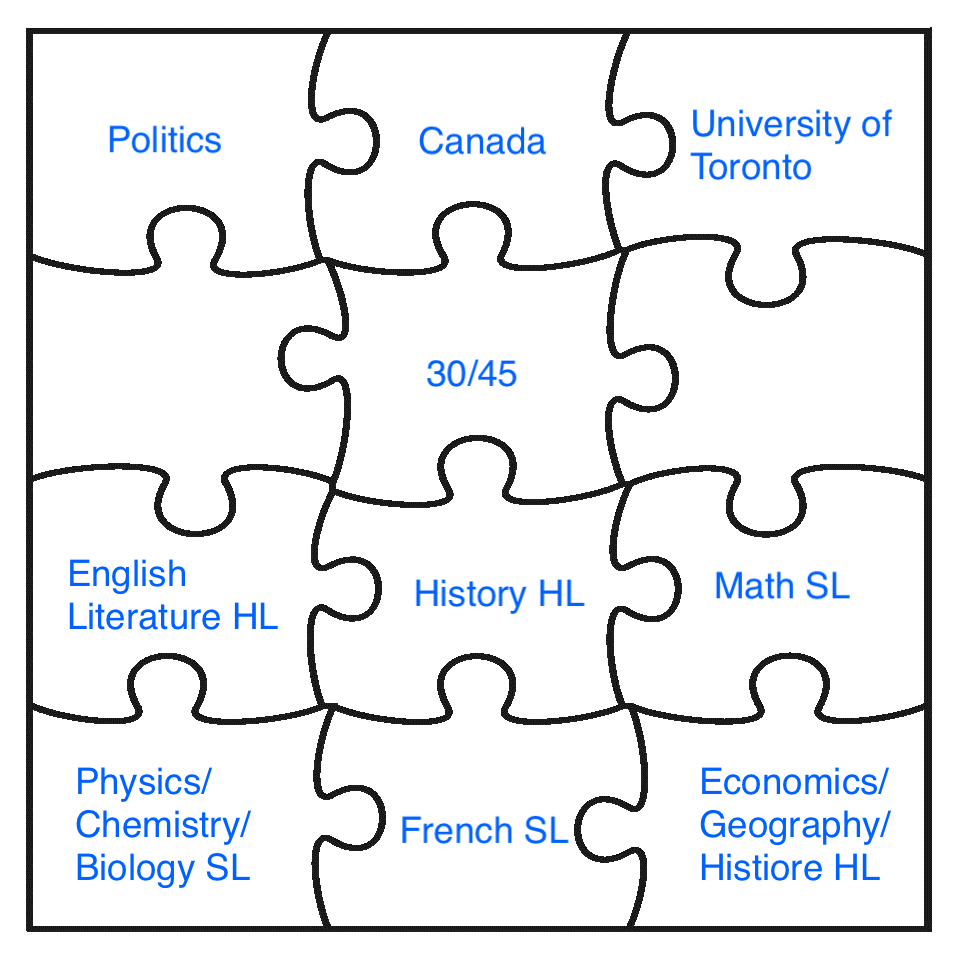 Politics
Canada
University of
Toronto
30/45
English
Literature HL
History HL
Math SL
Physics/
Chemistry/
Biology SL
French SL
Economics/
Geography/
Histiore HL